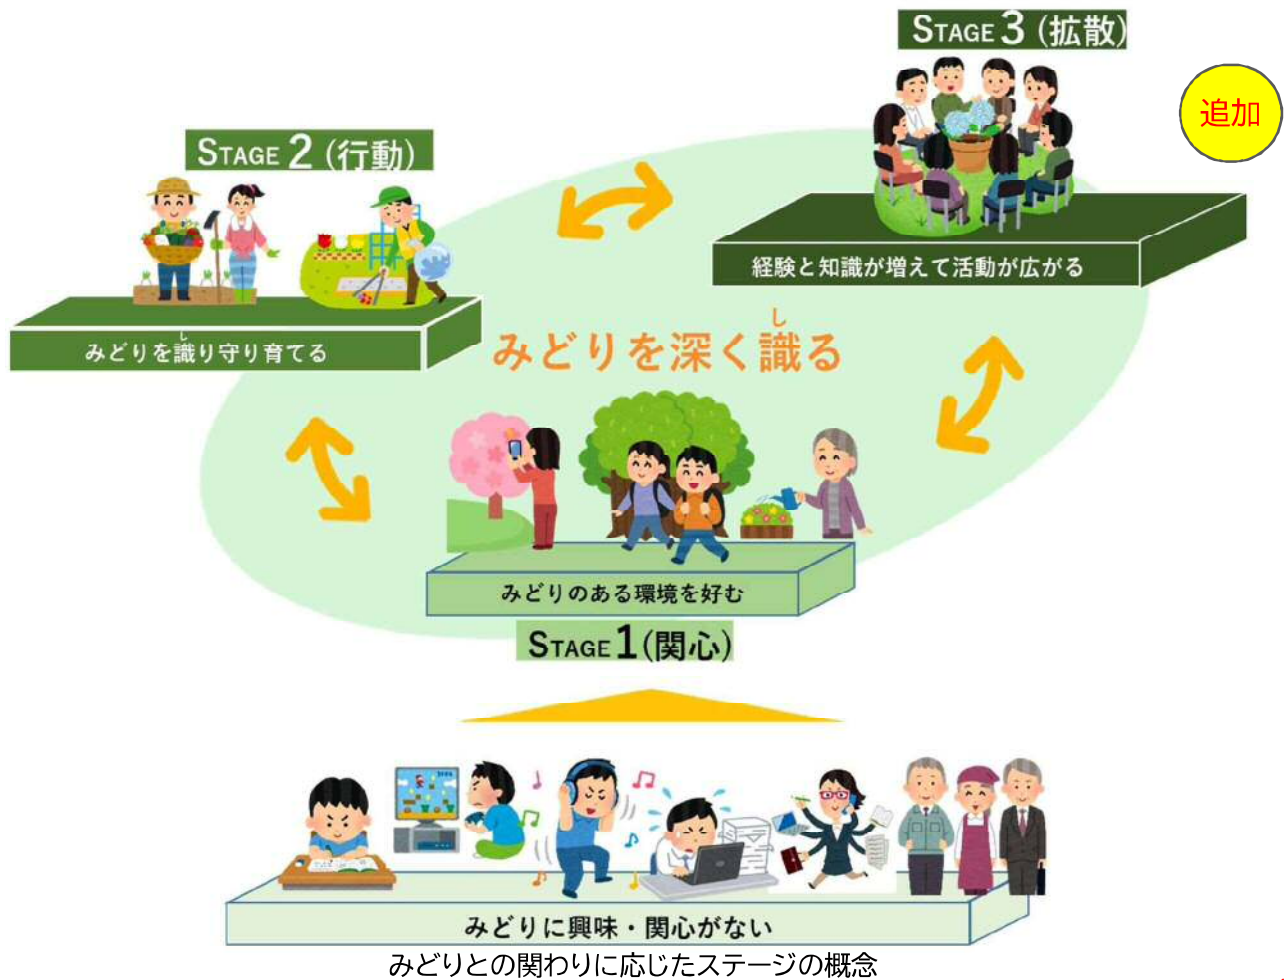 STAGE 3 (拡散)
追加
STAGE 2 (行動)
経験と知識が増えて活動が広がる
し
みどりを識り守り育てる
し
みどりを深く識る
みどりのある環境を好む
STAGE 1 (関心)
みどりに興味・関心がない
みどりとの関わりに応じたステージの概念